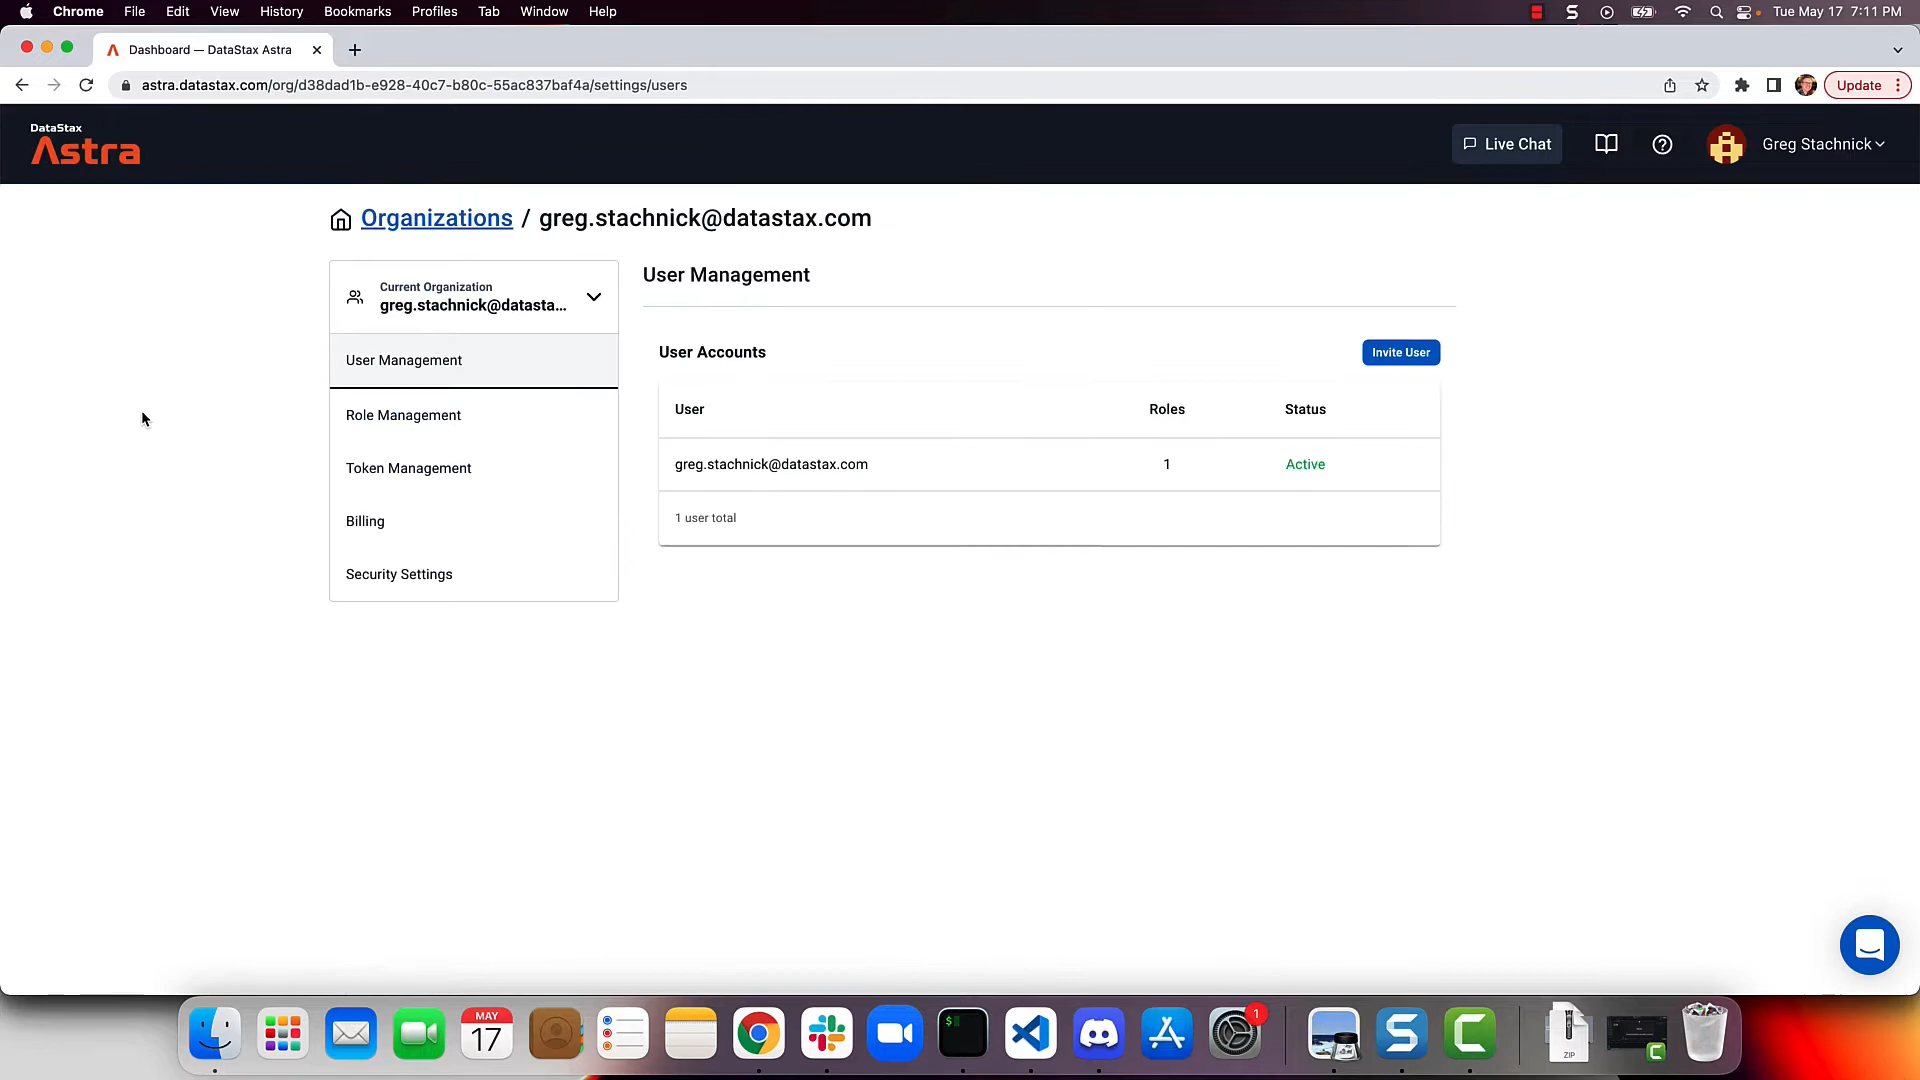 Chrome File Edit View History Bookmarks Profiles Tab Window Help Tue May 17 7:11 PM
Dashboard — DataStax Astra
astra.datastax.com/org/d38dad1b-e928-40c7-b80c-55ac837baf4a/settings/users
Update
DataStax
Astra
Live Chat
Greg Stachnick
Organizations / greg.stachnick@datastax.com
Current Organization
greg.stachnick@datasta...
User Management
Role Management
Token Management
Billing
Security Settings
User Management
User Accounts
Invite User
User Roles Status
greg.stachnick@datastax.com 1 Active
1 user total
MAY
17
$
1
ZIP